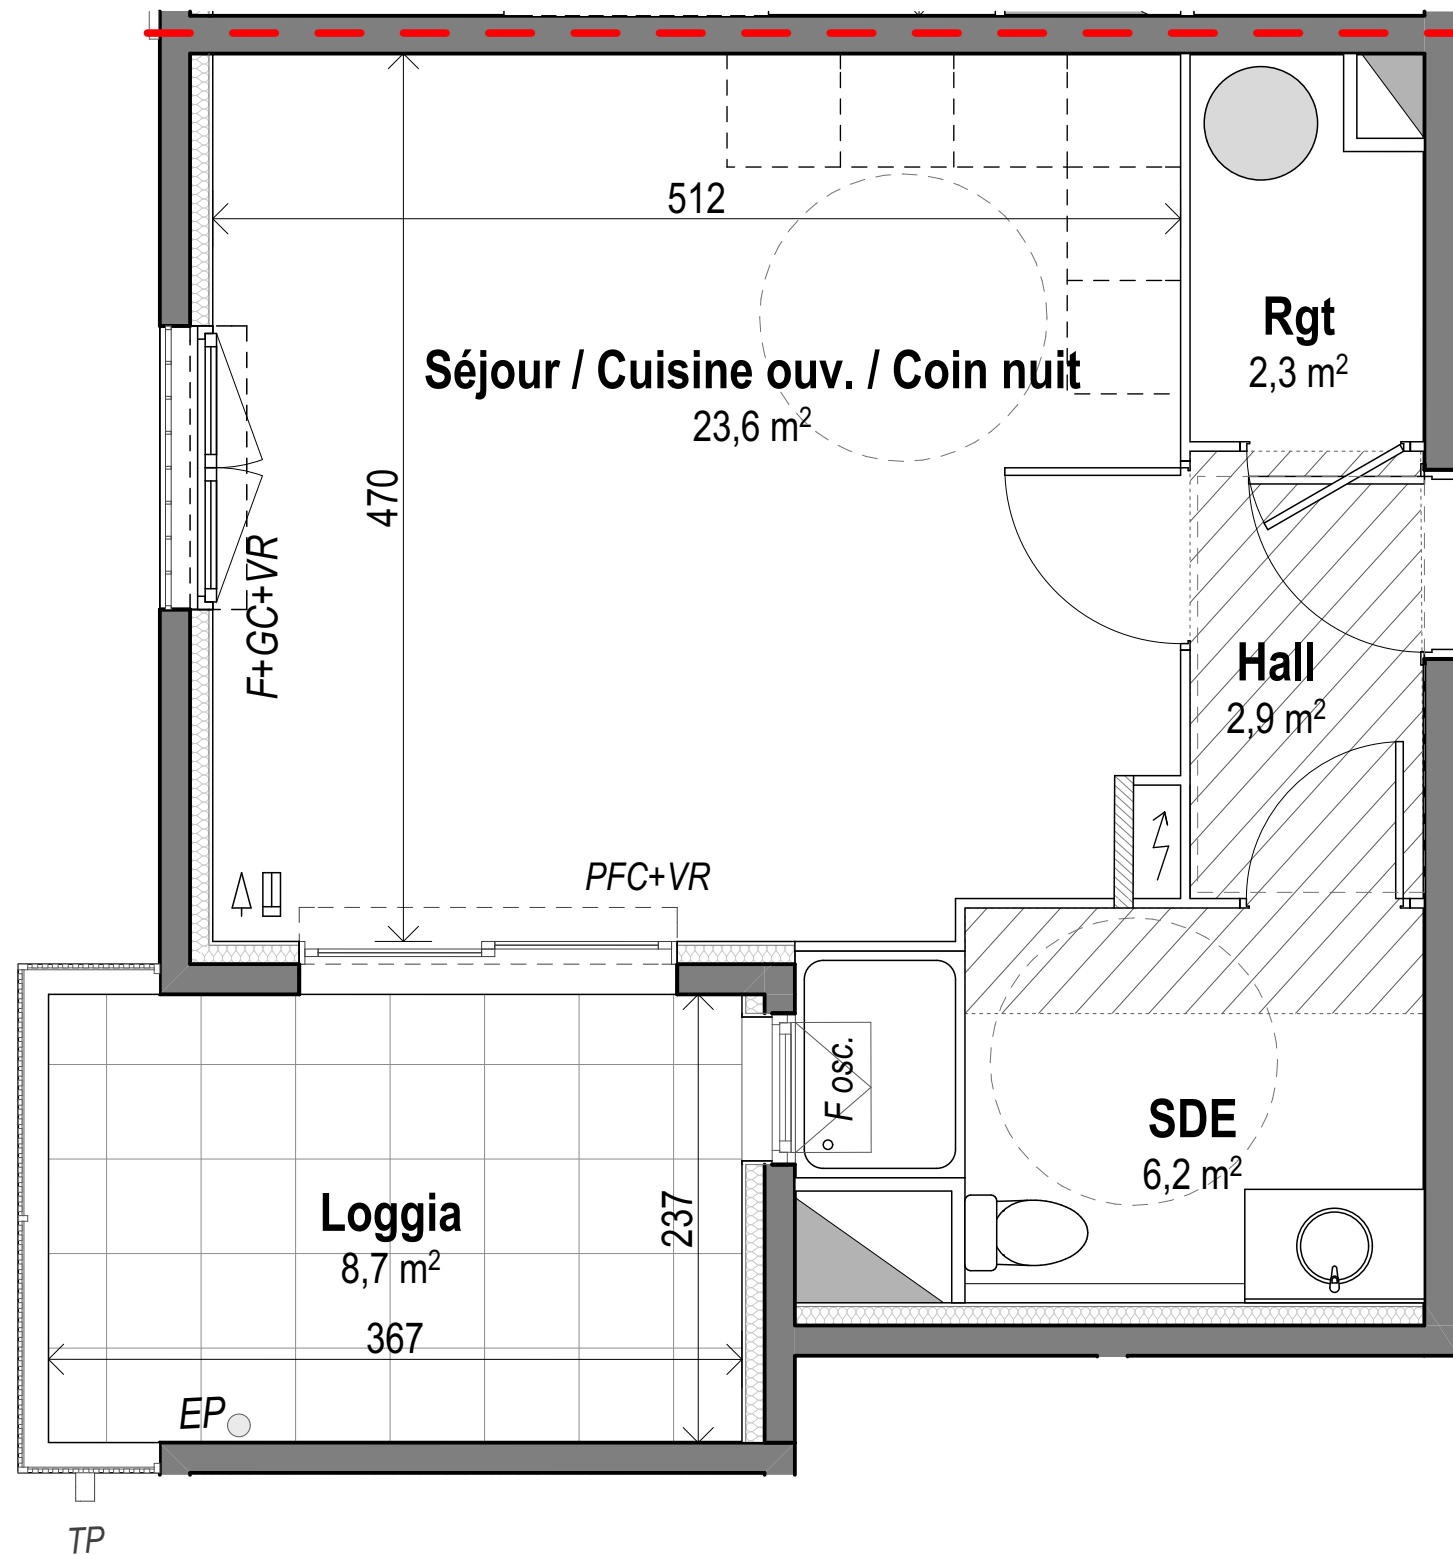 512
Rgt
2,3 m²
Séjour / Cuisine ouv. / Coin nuit
23,6 m²
470
F+GC+VR
Hall
2,9 m²
PFC+VR
F osc.
SDE
6,2 m²
Loggia
8,7 m²
237
367
EP
TP